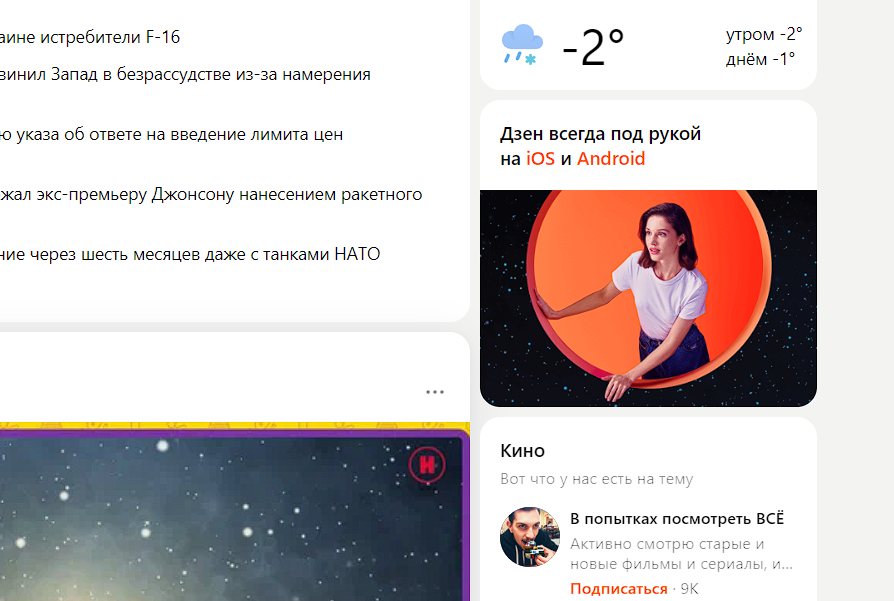 аине истребители F-16
винил Запад в безрассудстве из-за намерения
ю указа об ответе на введение лимита цен
жал экс-премьеру Джонсону нанесением ракетного
ние через шесть месяцев даже с танками НАТО
-2°
утром -2°
днём -1°
Дзен всегда под рукой
на iOS и Android
Н
Кино
Вот что у нас есть на тему
В попытках посмотреть ВСЁ
Активно смотрю старые и
новые фильмы и сериалы, и...
Подписаться · 9K